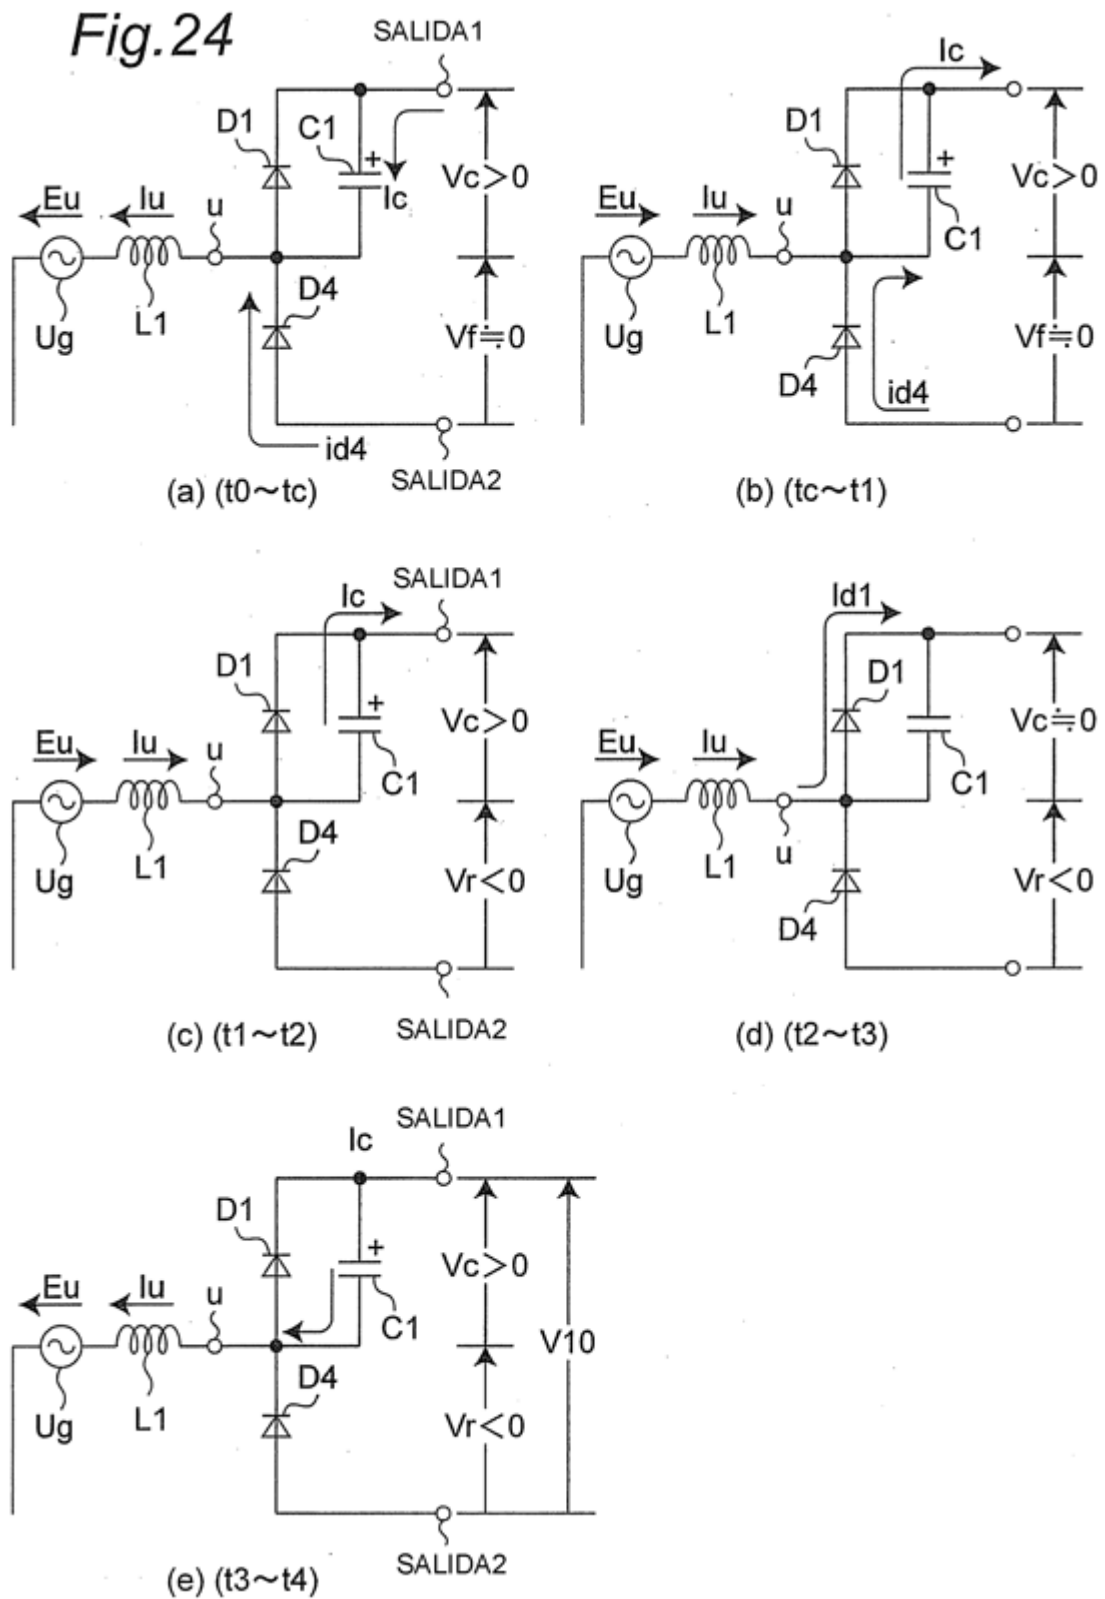 Fig.24
SALIDA1
D1
C1
+
Ic
Vc>0
Eu
Iu
u
Ug
L1
D4
Vf≒0
id4
SALIDA2
(a) (t0~tc)
Ic
D1
+
Vc>0
C1
Eu
Iu
u
Ug
L1
D4
Vf≒0
id4
(b) (tc~t1)
SALIDA1
Ic
D1
+
Vc>0
C1
Eu
Iu
u
Ug
L1
D4
Vr<0
SALIDA2
(c) (t1~t2)
Id1
D1
Vc≒0
C1
Eu
Iu
u
Ug
L1
D4
Vr<0
(d) (t2~t3)
SALIDA1
Ic
D1
+
Vc>0
C1
Eu
Iu
u
V10
Ug
L1
D4
Vr<0
SALIDA2
(e) (t3~t4)